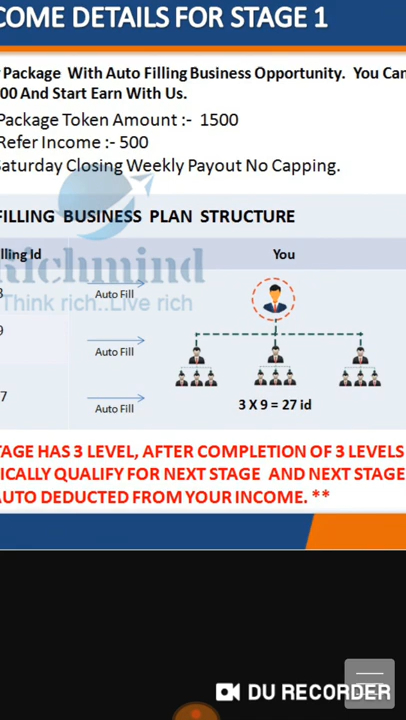 COME DETAILS FOR STAGE 1
Package With Auto Filling Business Opportunity. You Can
00 And Start Earn With Us.
Package Token Amount :- 1500
Refer Income :- 500
Saturday Closing Weekly Payout No Capping.
FILLING BUSINESS PLAN STRUCTURE
lling Id
You
Richmind
Think rich..Live rich
3
Auto Fill
9
Auto Fill
7
Auto Fill
3 X 9 = 27 id
TAGE HAS 3 LEVEL, AFTER COMPLETION OF 3 LEVELS
ICALLY QUALIFY FOR NEXT STAGE AND NEXT STAGE
AUTO DEDUCTED FROM YOUR INCOME. **
DU RECORDER